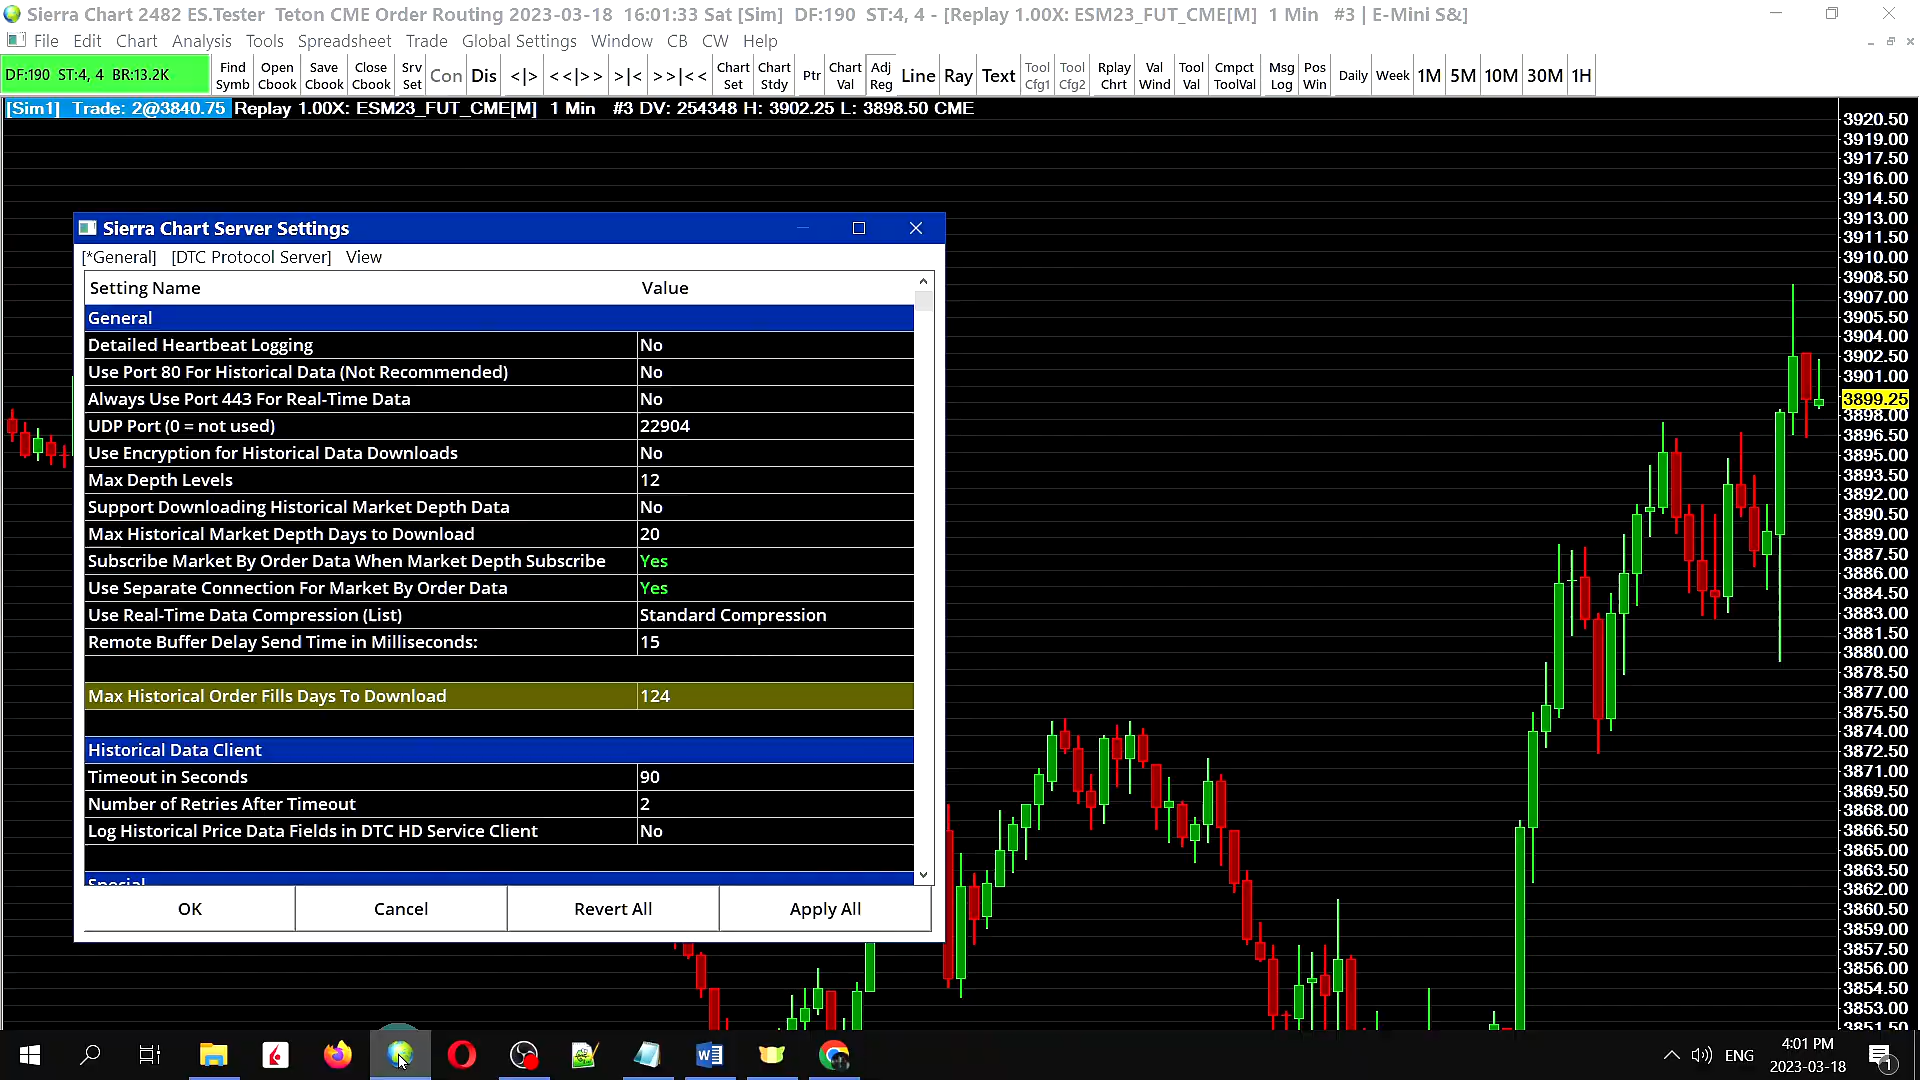 Sierra Chart 2482 ES.Tester  Teton CME Order Routing 2023-03-18  16:01:33 Sat [Sim]  DF:190  ST:4, 4 - [Replay 1.00X: ESM23_FUT_CME[M]  1 Min  #3 | E-Mini S&]
File Edit Chart Analysis Tools Spreadsheet Trade Global Settings Window CB CW Help
DF:190 ST:4, 4 BR:13.2K
Find Symb
Open Cbook
Save Cbook
Close Cbook
Srv Set
Con
Dis
<|>
<<|>>
>|<
>>|<<
Chart Set
Chart Stdy
Ptr
Chart Val
Adj Reg
Line
Ray
Text
Tool Cfg1
Tool Cfg2
Rplay Chrt
Val Wind
Tool Val
Cmpct ToolVal
Msg Log
Pos Win
Daily
Week
1M
5M
10M
30M
1H
[Sim1] Trade: 2@3840.75 Replay 1.00X: ESM23_FUT_CME[M] 1 Min #3 DV: 254348 H: 3902.25 L: 3898.50 CME
Sierra Chart Server Settings
[*General] [DTC Protocol Server] View
Setting Name Value
General
Detailed Heartbeat Logging No
Use Port 80 For Historical Data (Not Recommended) No
Always Use Port 443 For Real-Time Data No
UDP Port (0 = not used) 22904
Use Encryption for Historical Data Downloads No
Max Depth Levels 12
Support Downloading Historical Market Depth Data No
Max Historical Market Depth Days to Download 20
Subscribe Market By Order Data When Market Depth Subscribe Yes
Use Separate Connection For Market By Order Data Yes
Use Real-Time Data Compression (List) Standard Compression
Remote Buffer Delay Send Time in Milliseconds: 15
Max Historical Order Fills Days To Download 124
Historical Data Client
Timeout in Seconds 90
Number of Retries After Timeout 2
Log Historical Price Data Fields in DTC HD Service Client No
Special
OK Cancel Revert All Apply All
3920.50
3919.00
3917.50
3916.00
3914.50
3913.00
3911.50
3910.00
3908.50
3907.00
3905.50
3904.00
3902.50
3901.00
3899.25
3898.00
3896.50
3895.00
3893.50
3892.00
3890.50
3889.00
3887.50
3886.00
3884.50
3883.00
3881.50
3880.00
3878.50
3877.00
3875.50
3874.00
3872.50
3871.00
3869.50
3868.00
3866.50
3865.00
3863.50
3862.00
3860.50
3859.00
3857.50
3856.00
3854.50
3853.00
3851.50
ENG
4:01 PM
2023-03-18
1